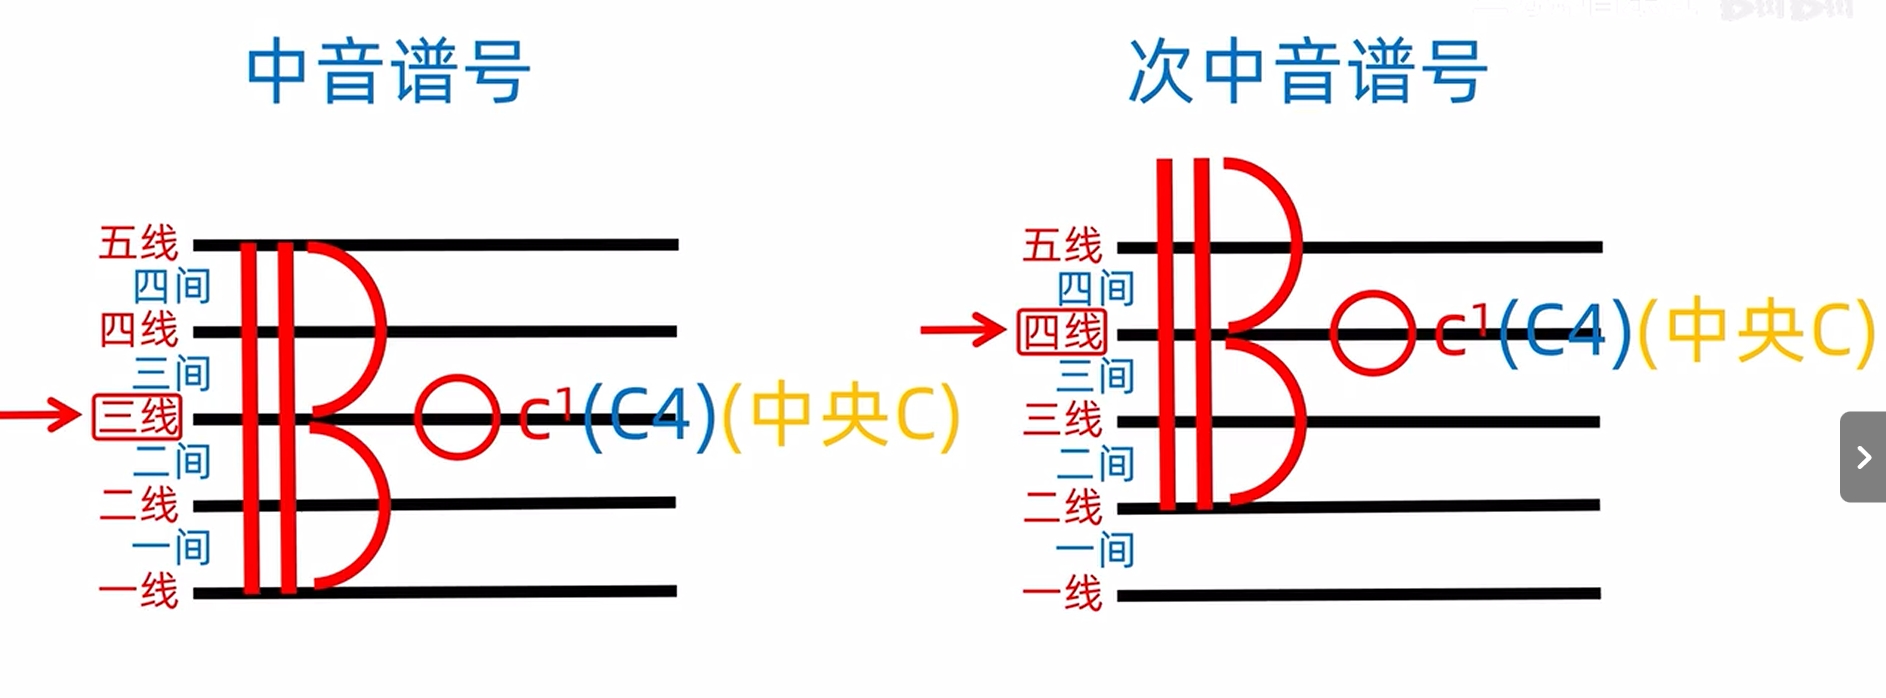 中音谱号
次中音谱号
五线
四间
四线
三间
三线 c¹(C4)(中央C)
二间
二线
一间
一线
五线
四间
四线 c¹(C4)(中央C)
三间
三线
二间
二线
一间
一线